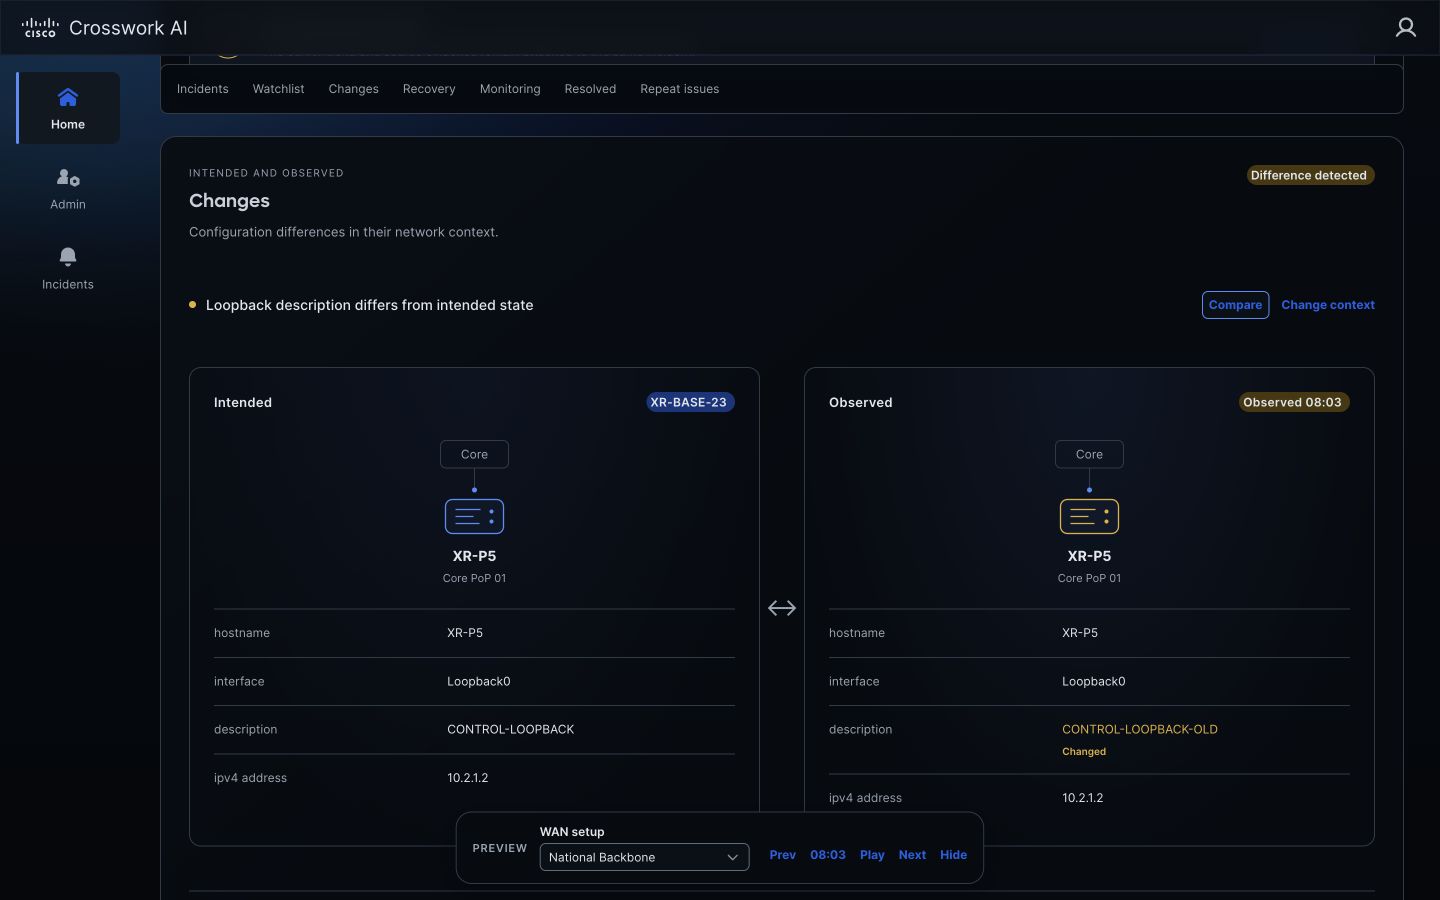 CISCO Crosswork AI
Incidents Watchlist Changes Recovery Monitoring Resolved Repeat issues
Home
Admin
Incidents
INTENDED AND OBSERVED
Difference detected
Changes
Configuration differences in their network context.
Loopback description differs from intended state
Compare Change context
Intended XR-BASE-23
Core
XR-P5
Core PoP 01
hostname XR-P5
interface Loopback0
description CONTROL-LOOPBACK
ipv4 address 10.2.1.2
Observed Observed 08:03
Core
XR-P5
Core PoP 01
hostname XR-P5
interface Loopback0
description CONTROL-LOOPBACK-OLD
Changed
ipv4 address 10.2.1.2
PREVIEW
WAN setup
National Backbone
Prev 08:03 Play Next Hide